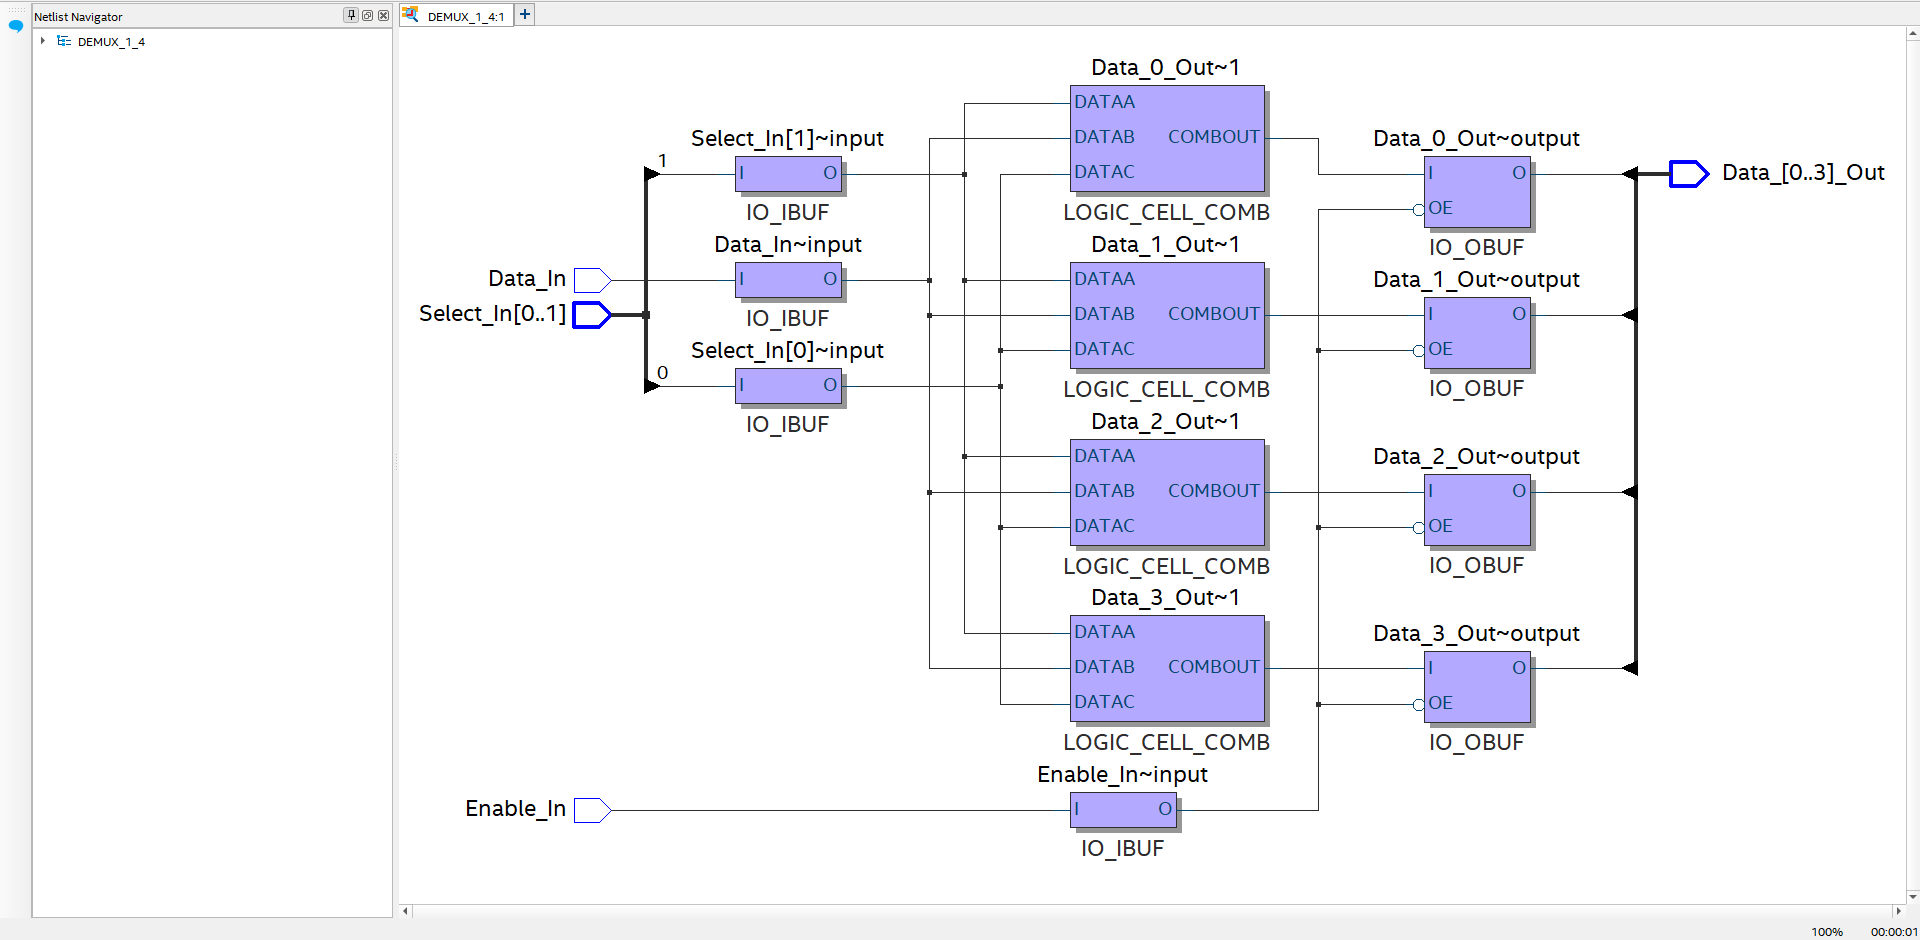 Netlist Navigator
DEMUX_1_4
DEMUX_1_4:1
Data_In
Select_In[0..1]
Enable_In
1
0
Select_In[1]~input
I O
IO_IBUF
Data_In~input
I O
IO_IBUF
Select_In[0]~input
I O
IO_IBUF
Data_0_Out~1
DATAA
DATAB COMBOUT
DATAC
LOGIC_CELL_COMB
Data_1_Out~1
DATAA
DATAB COMBOUT
DATAC
LOGIC_CELL_COMB
Data_2_Out~1
DATAA
DATAB COMBOUT
DATAC
LOGIC_CELL_COMB
Data_3_Out~1
DATAA
DATAB COMBOUT
DATAC
LOGIC_CELL_COMB
Enable_In~input
I O
IO_IBUF
Data_0_Out~output
I O
OE
IO_OBUF
Data_1_Out~output
I O
OE
IO_OBUF
Data_2_Out~output
I O
OE
IO_OBUF
Data_3_Out~output
I O
OE
IO_OBUF
Data_[0..3]_Out
100% 00:00:01